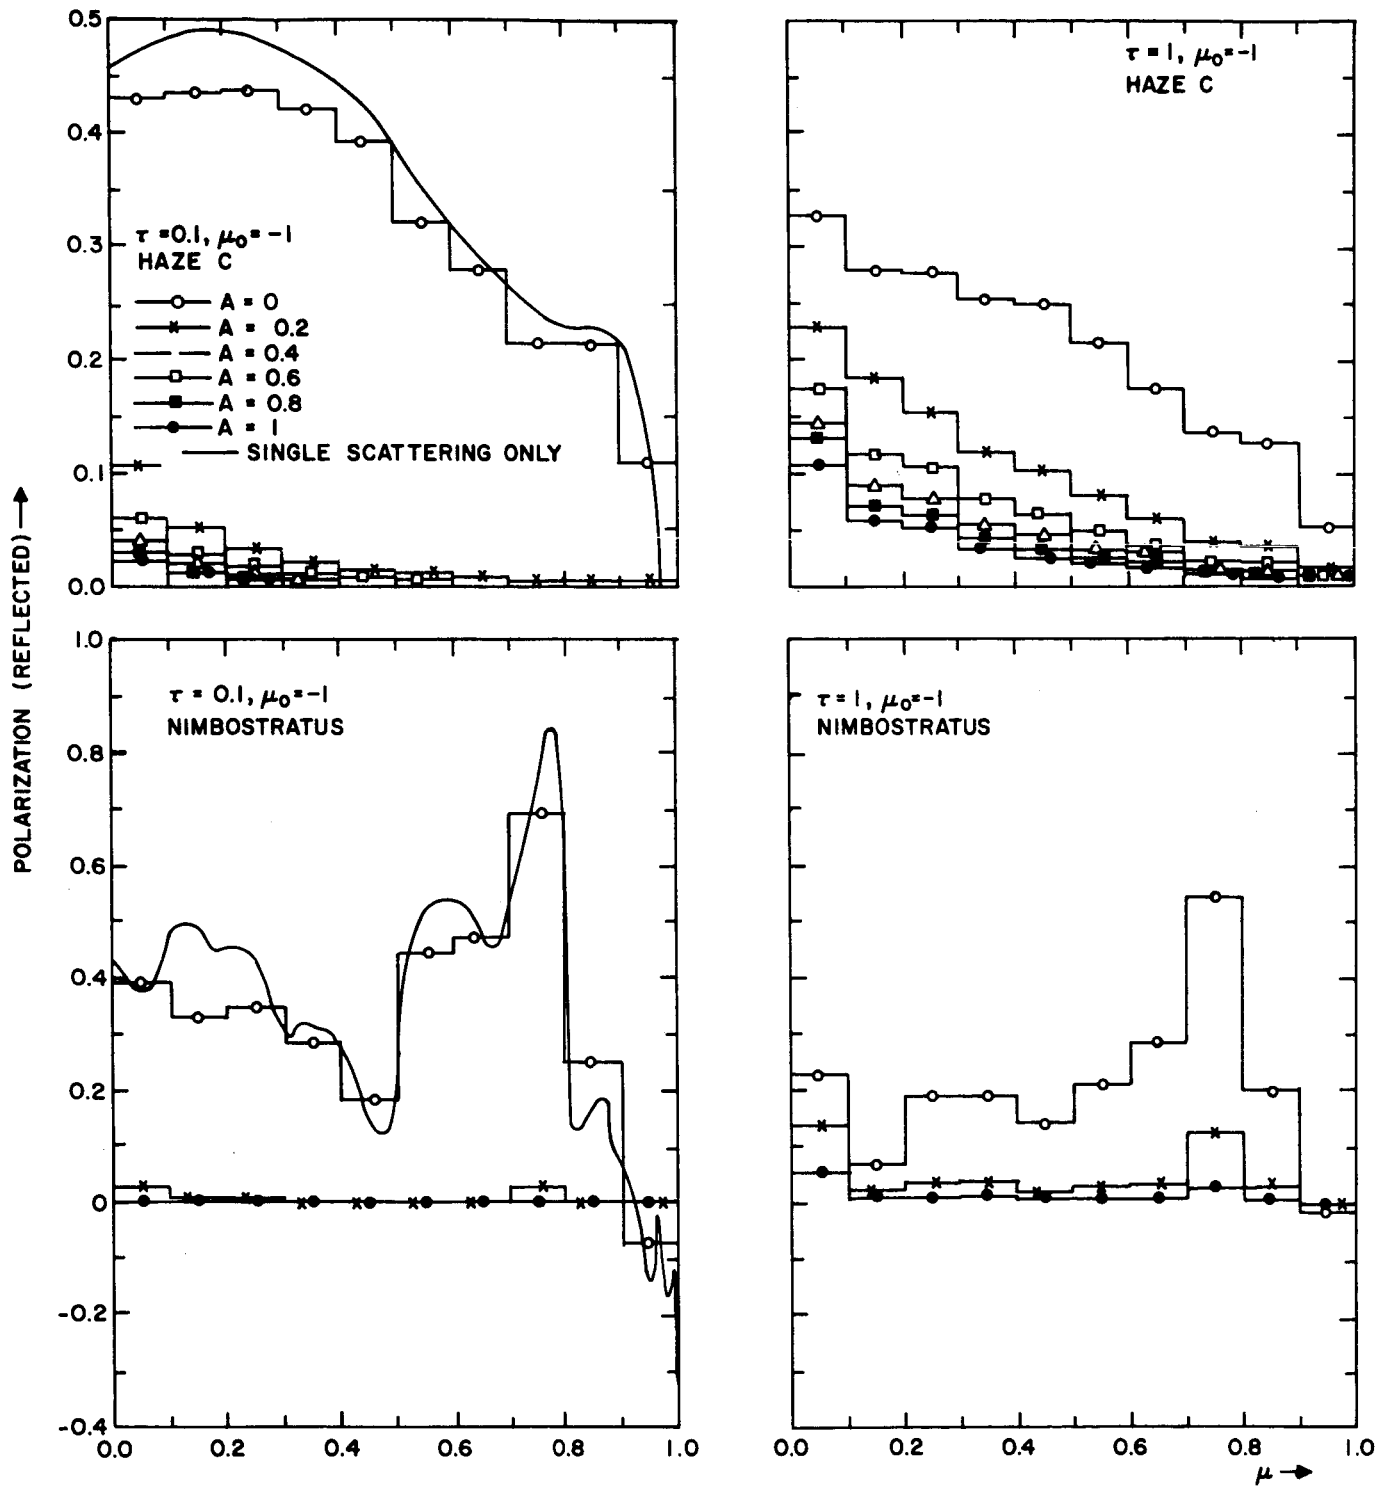 0.5
0.4
0.3
0.2
0.1
0.0
τ = 0.1, μ₀ = -1
HAZE C
A = 0
A = 0.2
A = 0.4
A = 0.6
A = 0.8
A = 1
SINGLE SCATTERING ONLY
τ = 1, μ₀ = -1
HAZE C
POLARIZATION (REFLECTED) →
1.0
0.8
0.6
0.4
0.2
0
-0.2
-0.4
τ = 0.1, μ₀ = -1
NIMBOSTRATUS
0.0 0.2 0.4 0.6 0.8 1.0
τ = 1, μ₀ = -1
NIMBOSTRATUS
0.0 0.2 0.4 0.6 0.8 1.0
μ →